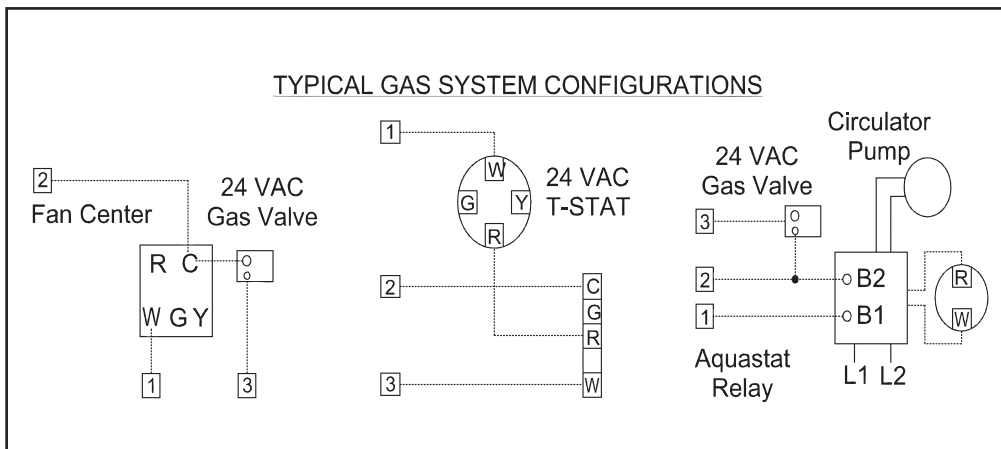 TYPICAL GAS SYSTEM CONFIGURATIONS
2
Fan Center
24 VAC
Gas Valve
R C
W G Y
1
3
1
W
G Y
R
24 VAC
T-STAT
2
C
G
R
3
W
Circulator
Pump
24 VAC
Gas Valve
3
2
B2
1
B1
R
W
Aquastat
Relay
L1 L2